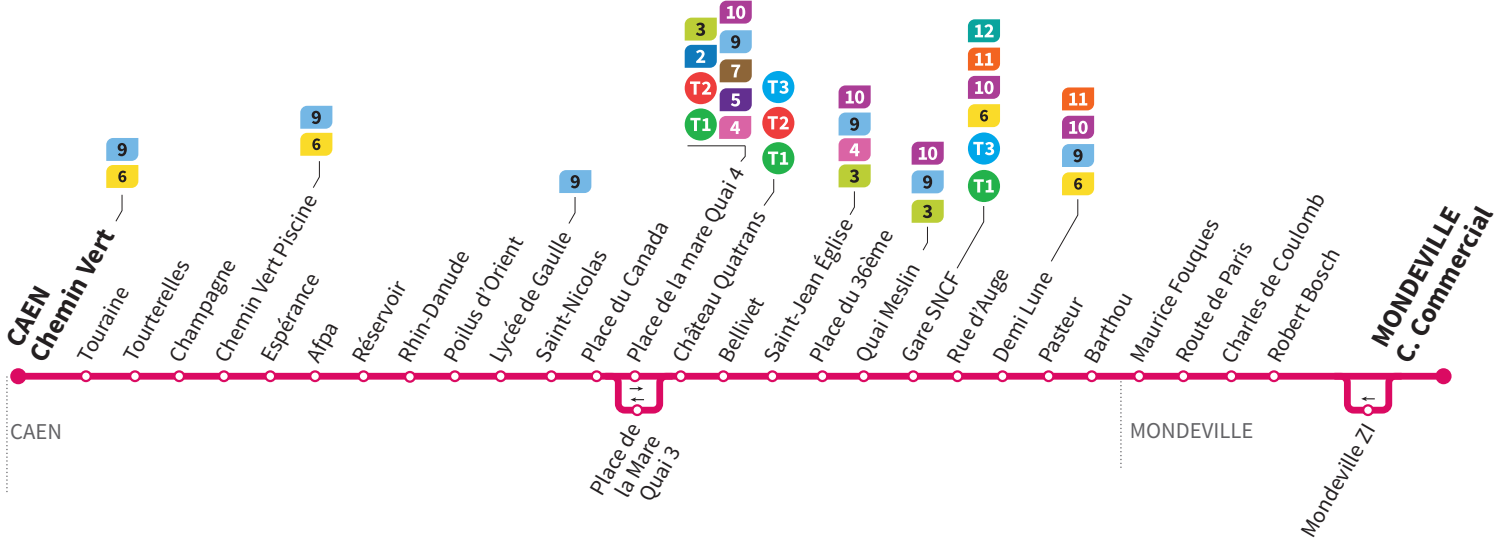 9
6
CAEN
Chemin Vert
Touraine
Tourterelles
Champagne
9
6
Chemin Vert Piscine
Espérance
Afpa
Réservoir
Rhin-Danude
Poilus d'Orient
9
Lycée de Gaulle
Saint-Nicolas
Place du Canada
3
2
T2
T1
10
9
7
5
4
Place de la mare Quai 4
T3
T2
T1
Château Quatrans
Bellivet
10
9
4
3
Saint-Jean Église
Place du 36ème
10
9
3
Quai Meslin
12
11
10
6
T3
T1
Gare SNCF
Rue d'Auge
11
10
9
6
Demi Lune
Pasteur
Barthou
Maurice Fouques
Route de Paris
Charles de Coulomb
Robert Bosch
MONDEVILLE
C. Commercial
CAEN
Place de
la Mare
Quai 3
MONDEVILLE
Mondeville ZI